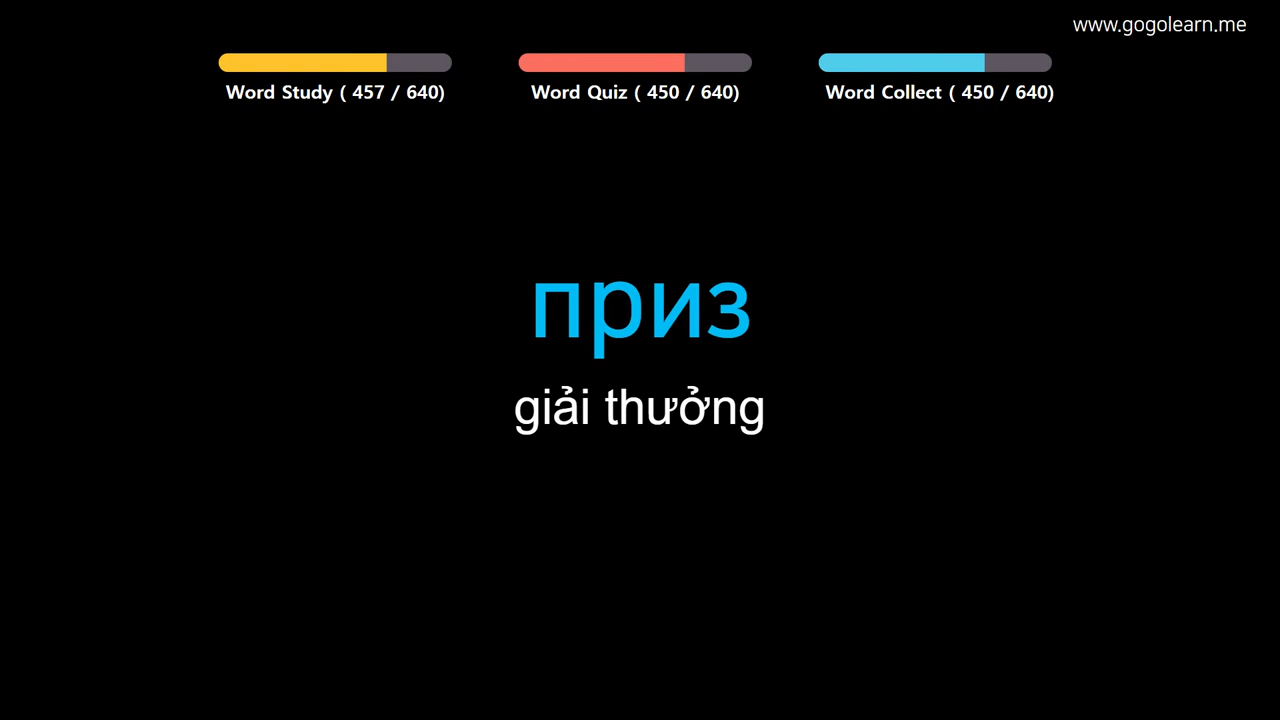 www.gogolearn.me
Word Study ( 457 / 640)
Word Quiz ( 450 / 640)
Word Collect ( 450 / 640)
приз
giải thưởng